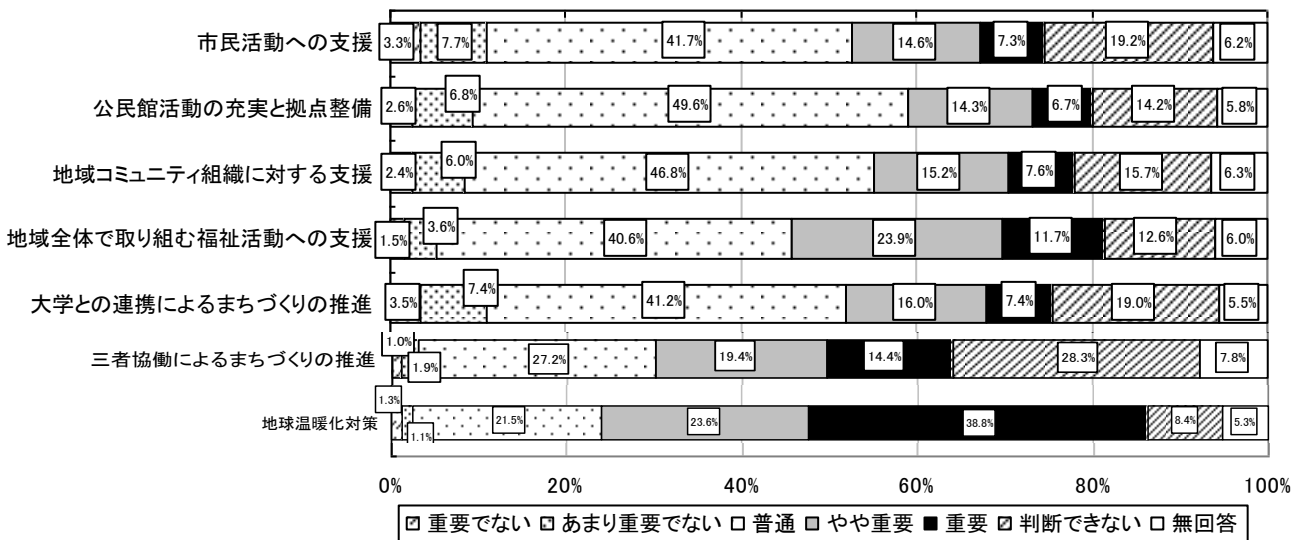 市民活動への支援 3.3% 7.7% 41.7% 14.6% 7.3% 19.2% 6.2%
公民館活動の充実と拠点整備 2.6% 6.8% 49.6% 14.3% 6.7% 14.2% 5.8%
地域コミュニティ組織に対する支援 2.4% 6.0% 46.8% 15.2% 7.6% 15.7% 6.3%
地域全体で取り組む福祉活動への支援 1.5% 3.6% 40.6% 23.9% 11.7% 12.6% 6.0%
大学との連携によるまちづくりの推進 3.5% 7.4% 41.2% 16.0% 7.4% 19.0% 5.5%
三者協働によるまちづくりの推進 1.0% 1.9% 27.2% 19.4% 14.4% 28.3% 7.8%
地球温暖化対策 1.3% 1.1% 21.5% 23.6% 38.8% 8.4% 5.3%
0% 20% 40% 60% 80% 100%
重要でない あまり重要でない 普通 やや重要 重要 判断できない 無回答